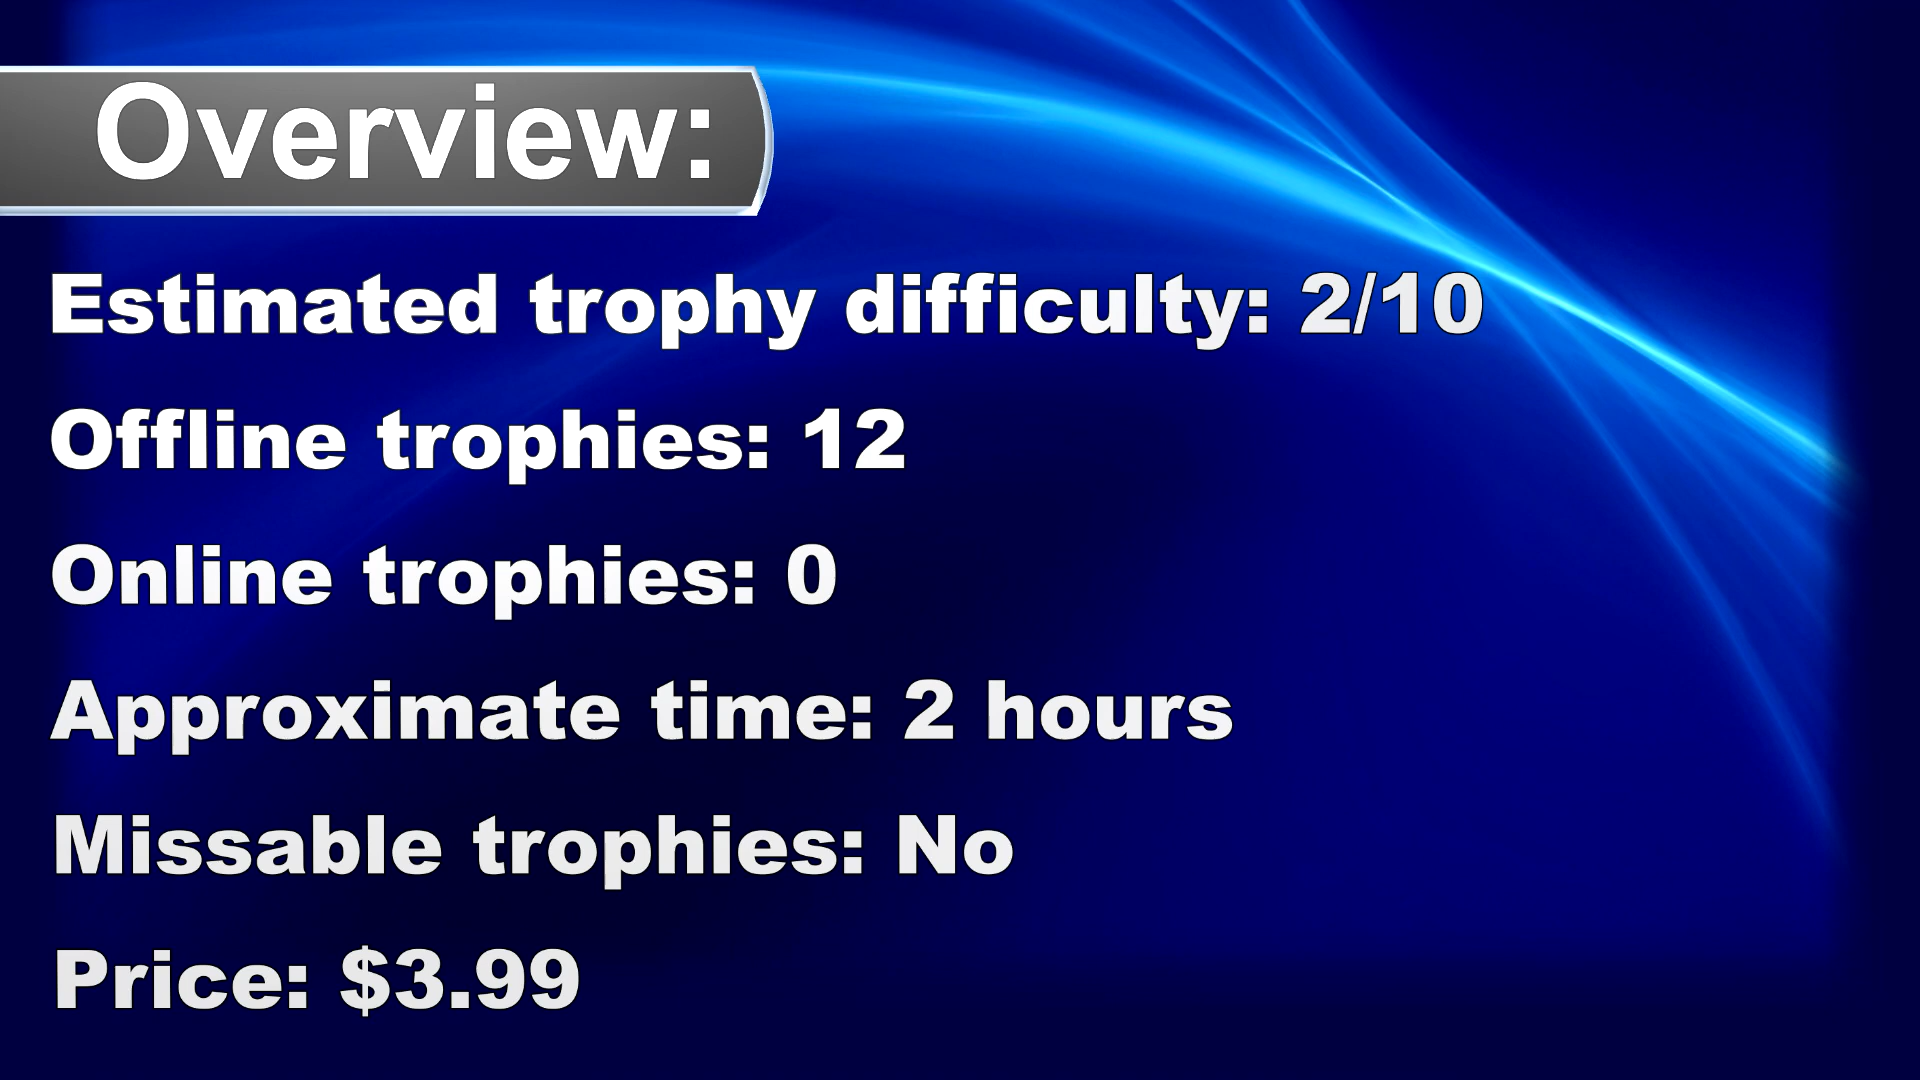 Overview:
Estimated trophy difficulty: 2/10
Offline trophies: 12
Online trophies: 0
Approximate time: 2 hours
Missable trophies: No
Price: $3.99